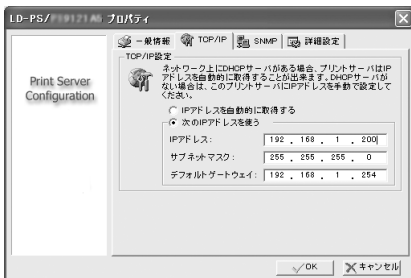 LD-PS/ プロパティ
一般情報 TCP/IP SNMP 詳細設定
Print Server
Configuration
TCP/IP設定
ネットワーク上にDHCPサーバがある場合、プリントサーバはIP
アドレスを自動的に取得することが出来ます。DHCPサーバが
ない場合は、このプリントサーバにIPアドレスを手動で設定して
ください。
IPアドレスを自動的に取得する
次のIPアドレスを使う
IPアドレス: 192 . 168 . 1 . 200
サブネットマスク: 255 . 255 . 255 . 0
デフォルトゲートウェイ: 192 . 168 . 1 . 254
OK キャンセル